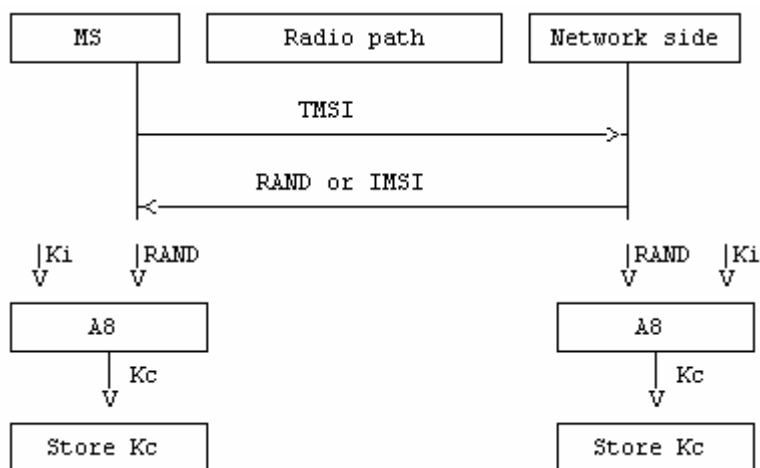 MS Radio path Network side
TMSI
RAND or IMSI
Ki RAND RAND Ki
A8 A8
Kc Kc
Store Kc Store Kc